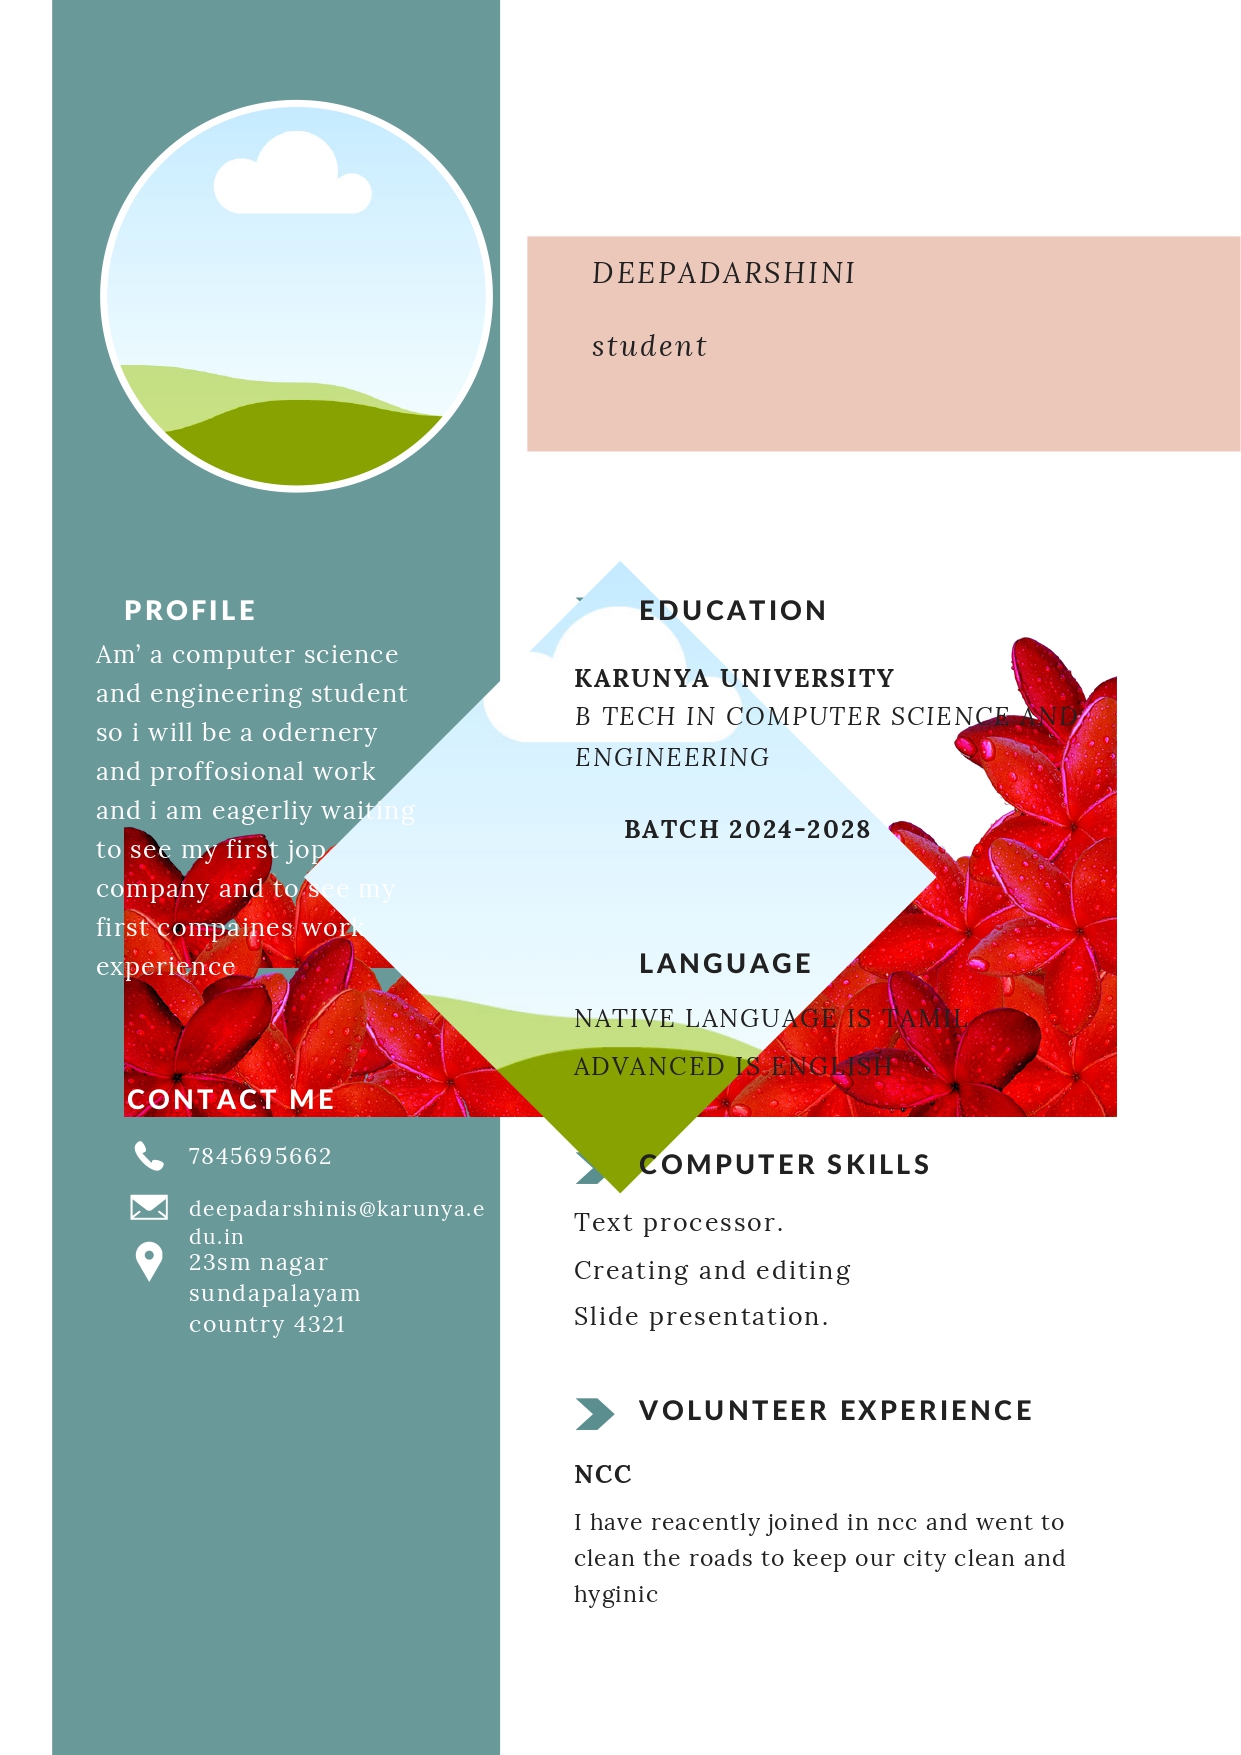 DEEPADARSHINI
student
PROFILE
Am’ a computer science
and engineering student
so i will be a odernery
and proffosional work
and i am eagerliy waiting
to see my first jop
company and to see my
first compaines work
experience
CONTACT ME
7845695662
deepadarshinis@karunya.e
du.in
23sm nagar
sundapalayam
country 4321
EDUCATION
KARUNYA UNIVERSITY
B TECH IN COMPUTER SCIENCE AND
ENGINEERING
BATCH 2024-2028
LANGUAGE
NATIVE LANGUAGE IS TAMIL
ADVANCED IS ENGLISH
COMPUTER SKILLS
Text processor.
Creating and editing
Slide presentation.
VOLUNTEER EXPERIENCE
NCC
I have reacently joined in ncc and went to
clean the roads to keep our city clean and
hyginic